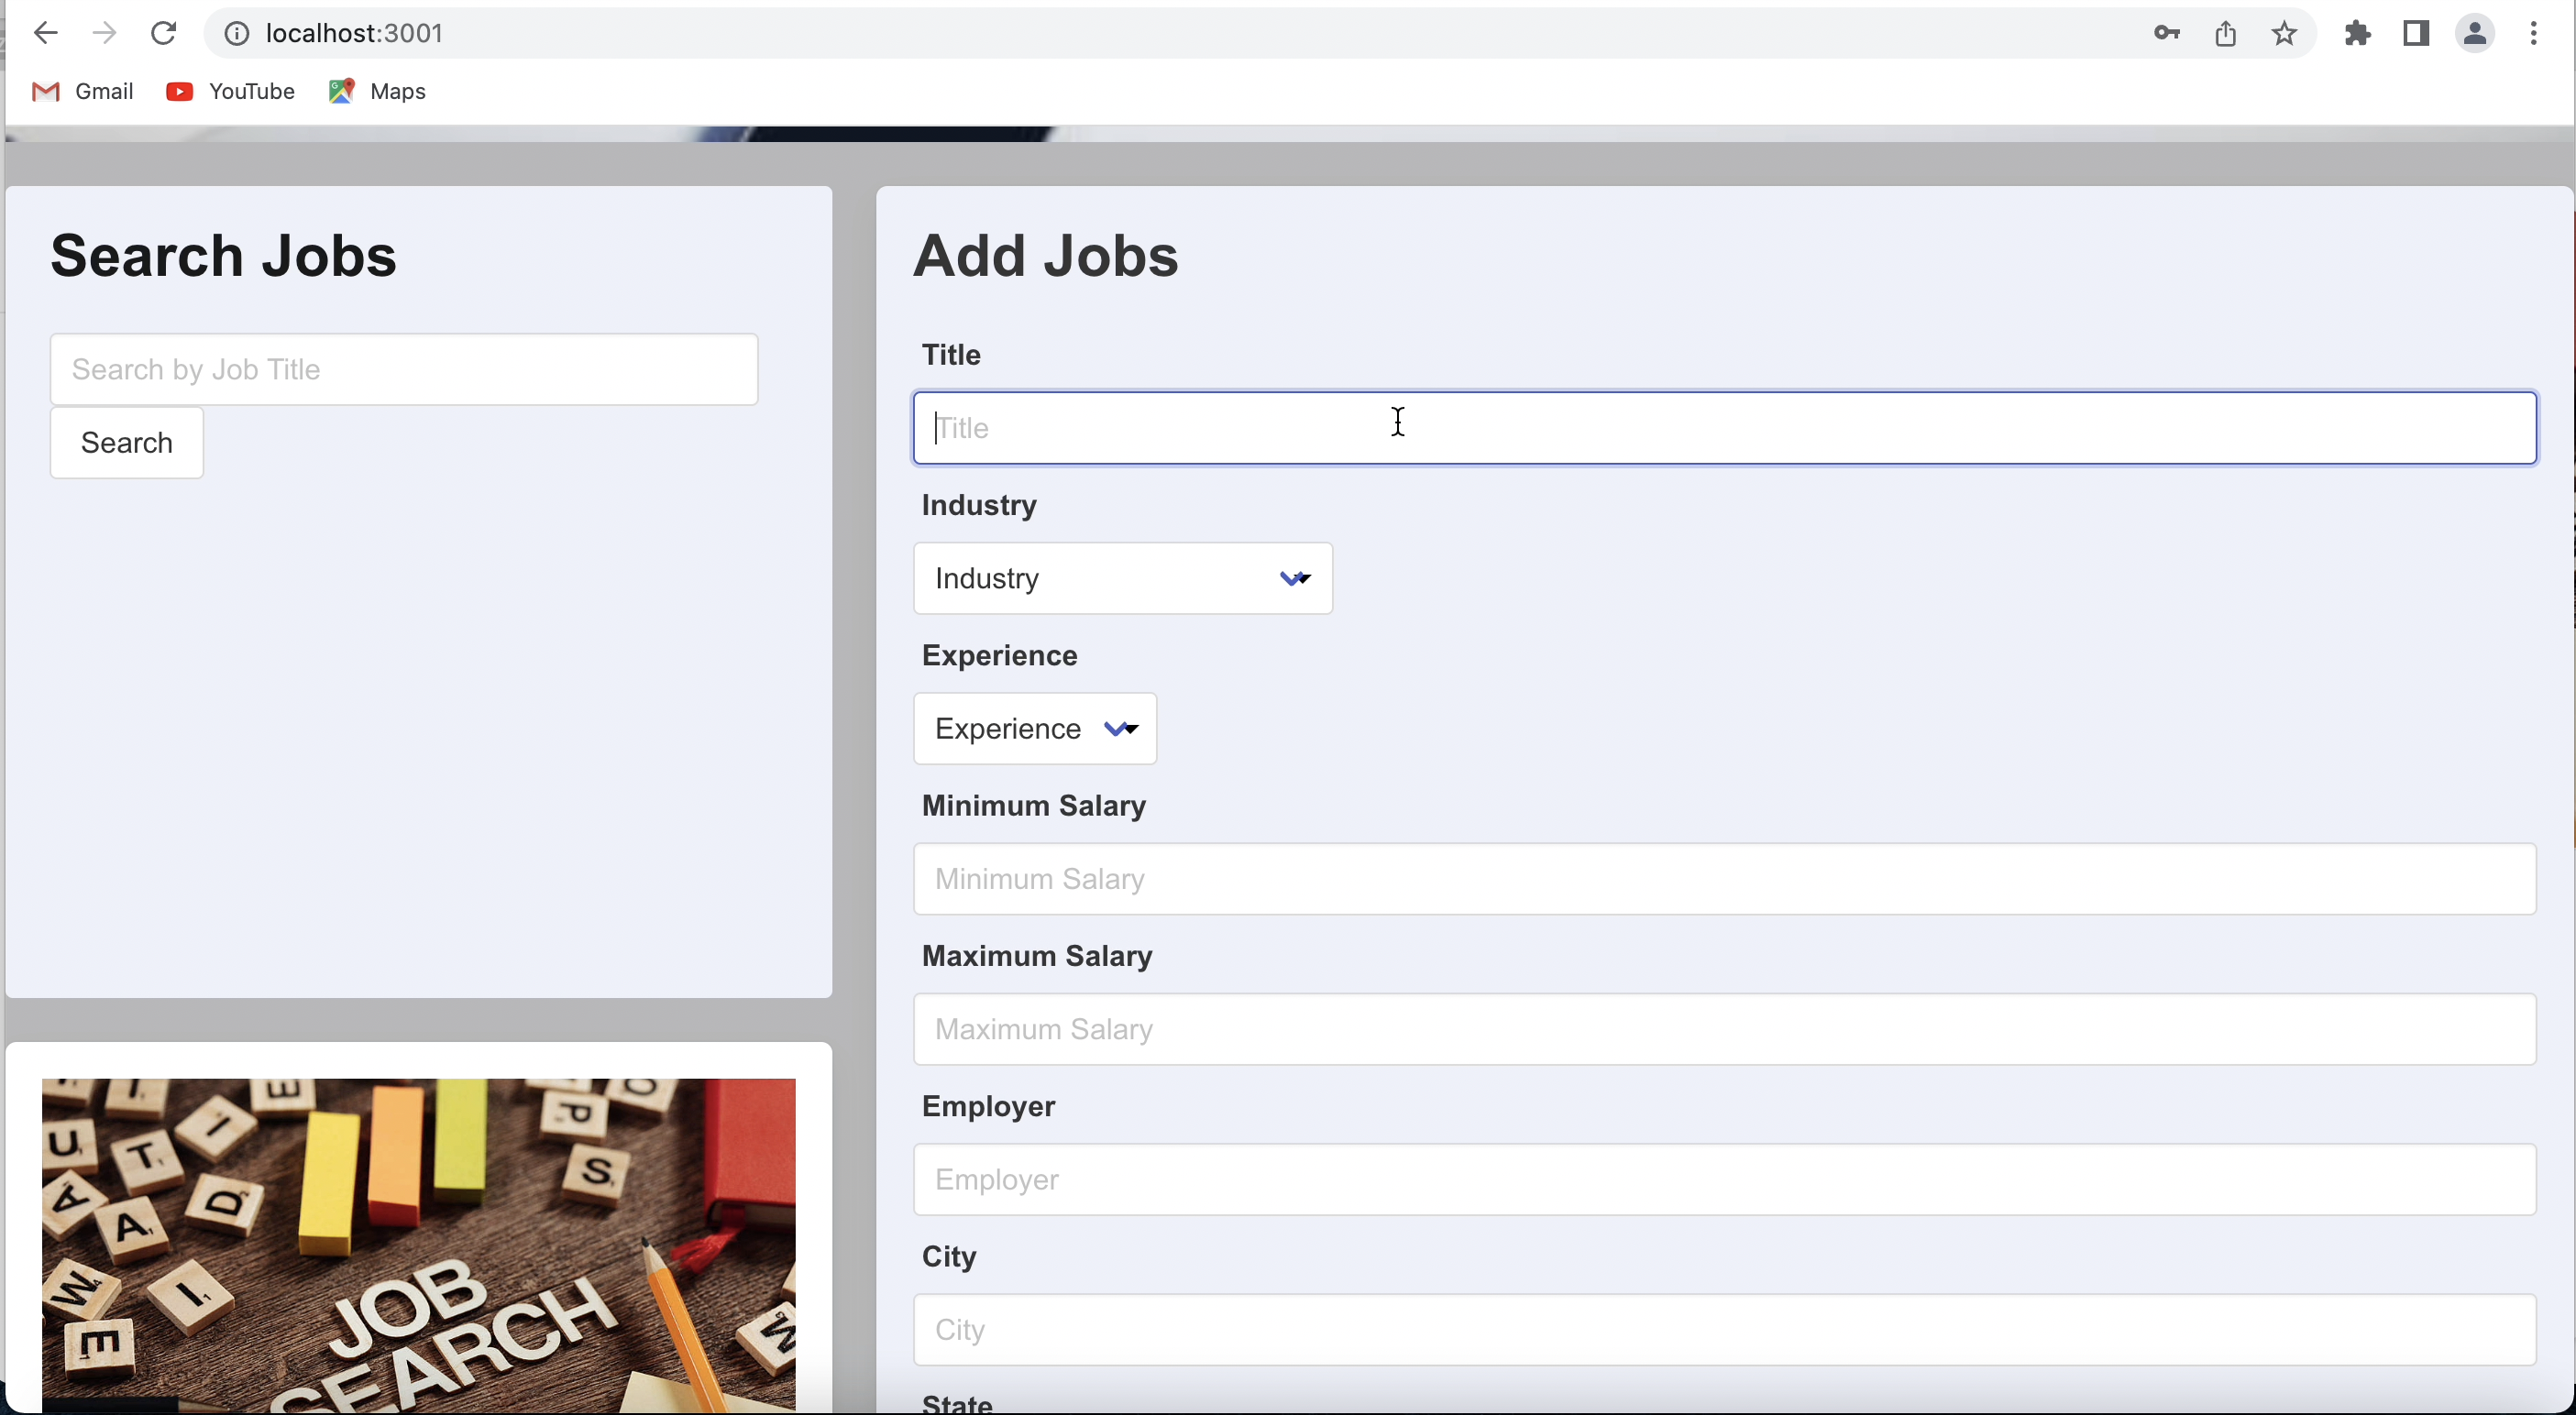 localhost:3001
Gmail YouTube Maps
Search Jobs
Search by Job Title
Search
Add Jobs
Title
Title
Industry
Industry
Experience
Experience
Minimum Salary
Minimum Salary
Maximum Salary
Maximum Salary
Employer
Employer
City
City
State
E
P
O
U
T
I
S
A
A
D
W
I
E
M
JOB
SEARCH